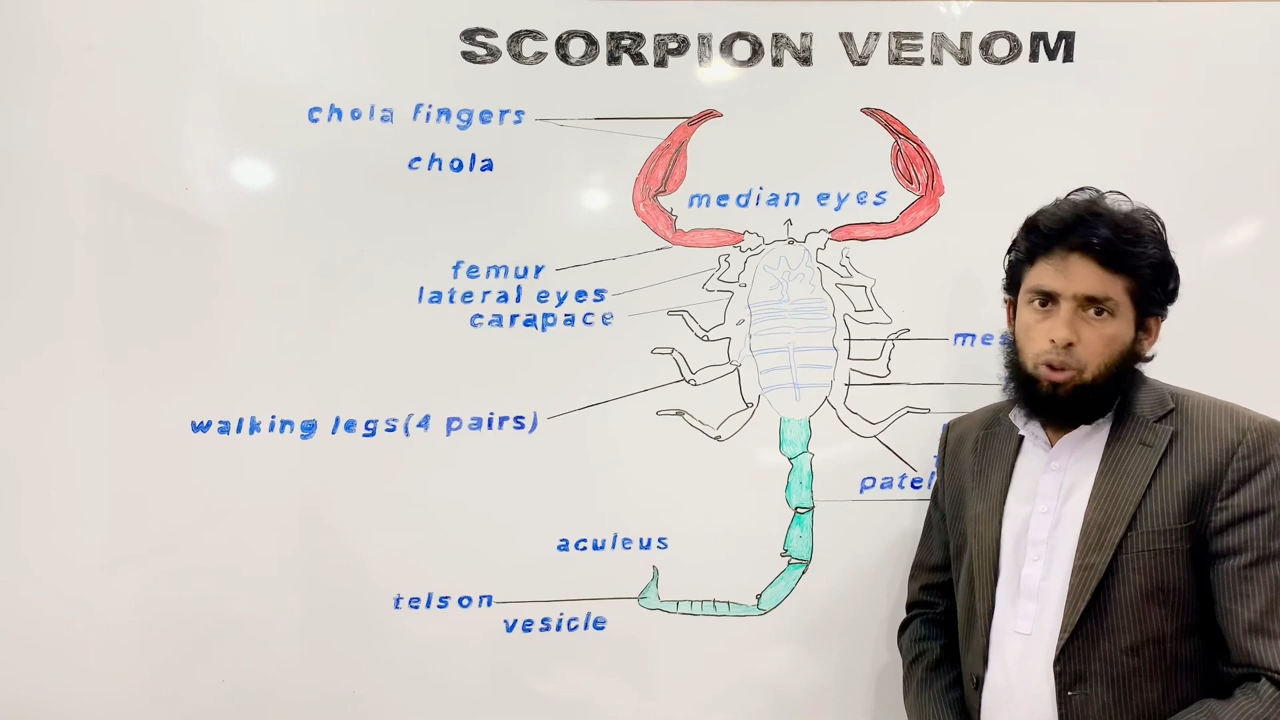 SCORPION VENOM
chola fingers
chola
median eyes
femur
lateral eyes
carapace
walking legs(4 pairs)
aculeus
telson
vesicle